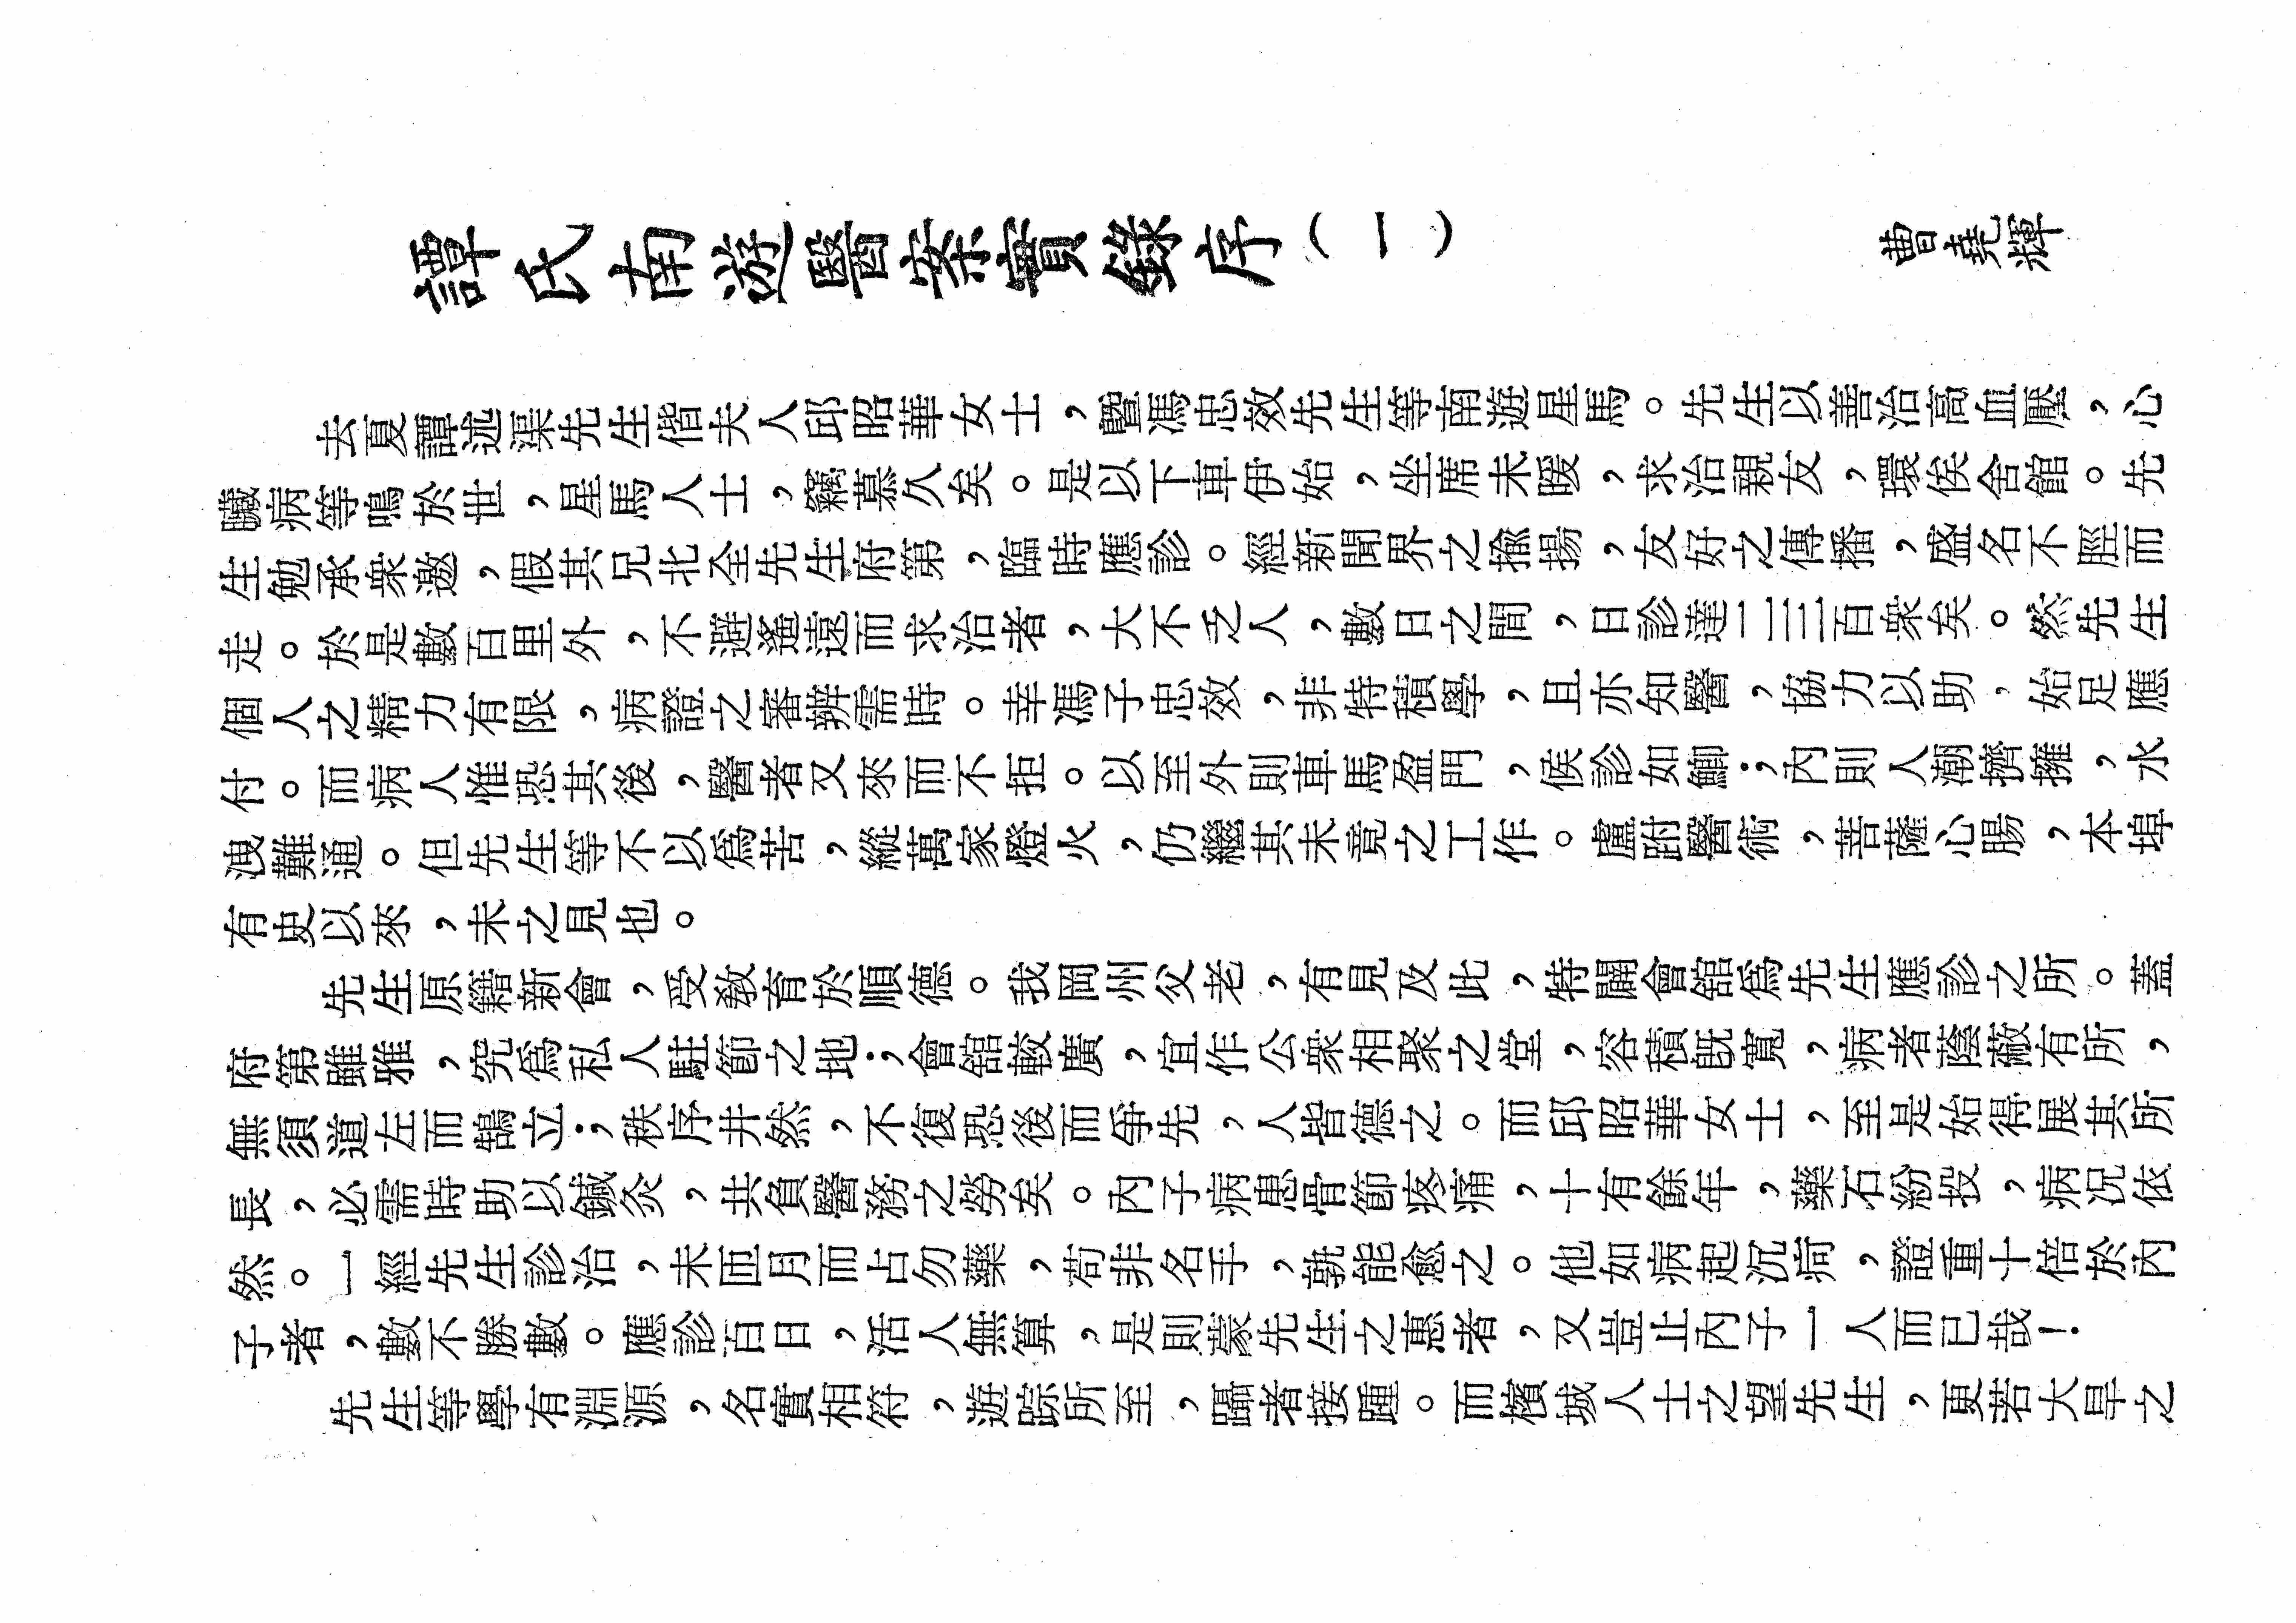 譚氏南遊醫案實錄序（一）
曹堯輝
去夏譚述渠先生偕夫人邱昭華女士，曁馮忠效先生等南遊星馬。先生以善治高血壓，心
臟病等鳴於世，星馬人士，竊慕久矣。是以下車伊始，坐席未暖，求治親友，環俟舍館。先
生勉承衆邀，假其兄北全先生府第，臨時應診。經新聞界之揄揚，友好之傳播，盛名不脛而
走。於是數百里外，不避遙遠而求治者，大不乏人，數日之間，日診達二三百衆矣。然先生
個人之精力有限，病證之審辨需時。幸馮子忠效，非特積學，且亦知醫，協力以助，始足應
付。而病人惟恐其後，醫者又來而不拒。以至外則車馬盈門，候診如鯽；內則人潮擠擁，水
洩難通。但先生等不以爲苦，縱萬家燈火，仍繼其未竟之工作。盧跗醫術，菩薩心腸，本埠
有史以來，未之見也。
先生原籍新會，受教育於順德。我岡州父老，有見及此，特闢會舘爲先生應診之所。蓋
府第雖雅，究爲私人駐節之地；會舘較廣，宜作公衆相聚之堂，容積旣寬，病者蔭蔽有所，
無須道左而鵠立；秩序井然，不復恐後而爭先，人皆德之。而邱昭華女士，至是始得展其所
長，必需時助以鍼灸，共負醫務之勞矣。內子病患骨節疼痛，十有餘年，藥石紛投，病况依
然。一經先生診治，未匝月而占勿藥，苟非名手，孰能愈之。他如病起沉疴，證重十倍於內
子者，數不勝數。應診百日，活人無算，是則蒙先生之惠者，又豈止內子一人而已哉！
先生等學有淵源，名實相符，遊踪所至，躡者接踵。而檳城人士之望先生，更若大旱之